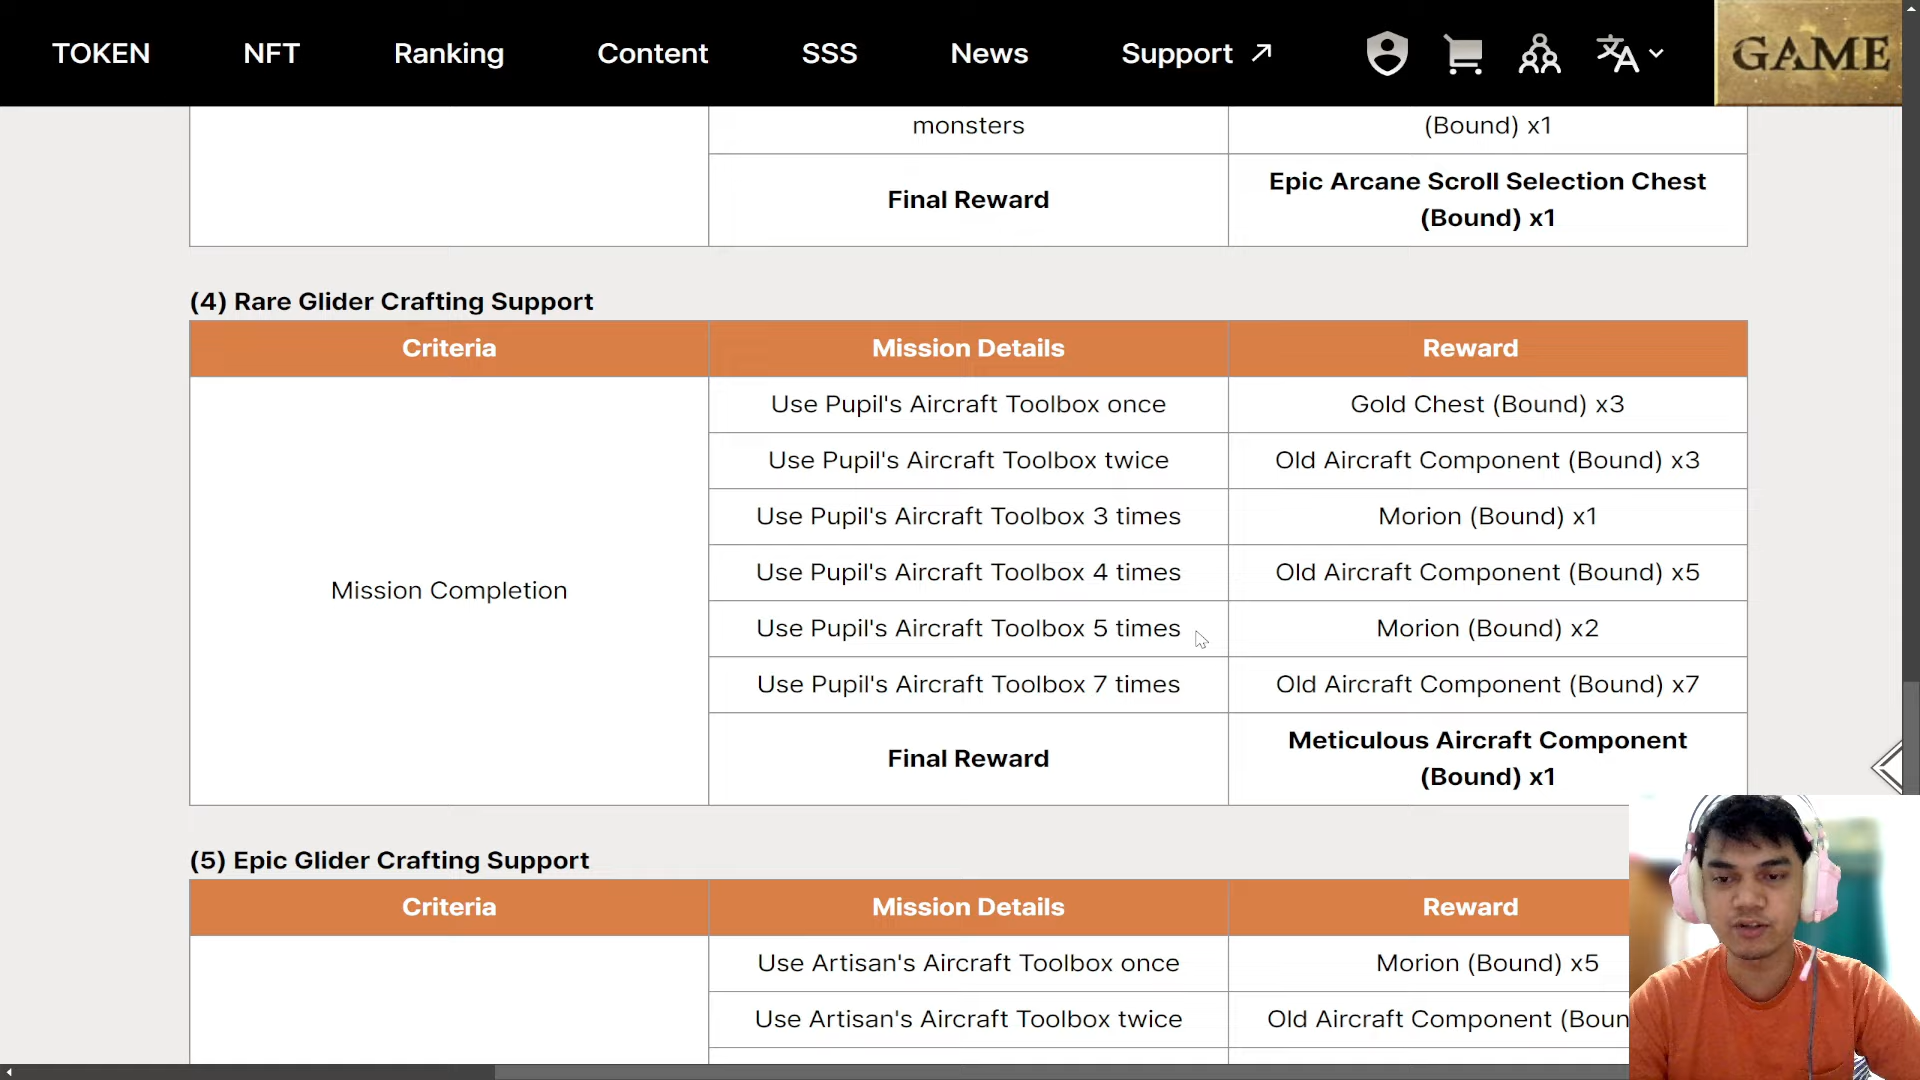 TOKEN NFT Ranking Content SSS News Support GAME
monsters (Bound) x1
Final Reward
Epic Arcane Scroll Selection Chest
(Bound) x1
(4) Rare Glider Crafting Support
Criteria Mission Details Reward
Mission Completion
Use Pupil's Aircraft Toolbox once Gold Chest (Bound) x3
Use Pupil's Aircraft Toolbox twice Old Aircraft Component (Bound) x3
Use Pupil's Aircraft Toolbox 3 times Morion (Bound) x1
Use Pupil's Aircraft Toolbox 4 times Old Aircraft Component (Bound) x5
Use Pupil's Aircraft Toolbox 5 times Morion (Bound) x2
Use Pupil's Aircraft Toolbox 7 times Old Aircraft Component (Bound) x7
Final Reward
Meticulous Aircraft Component
(Bound) x1
(5) Epic Glider Crafting Support
Criteria Mission Details Reward
Use Artisan's Aircraft Toolbox once Morion (Bound) x5
Use Artisan's Aircraft Toolbox twice Old Aircraft Component (Boun